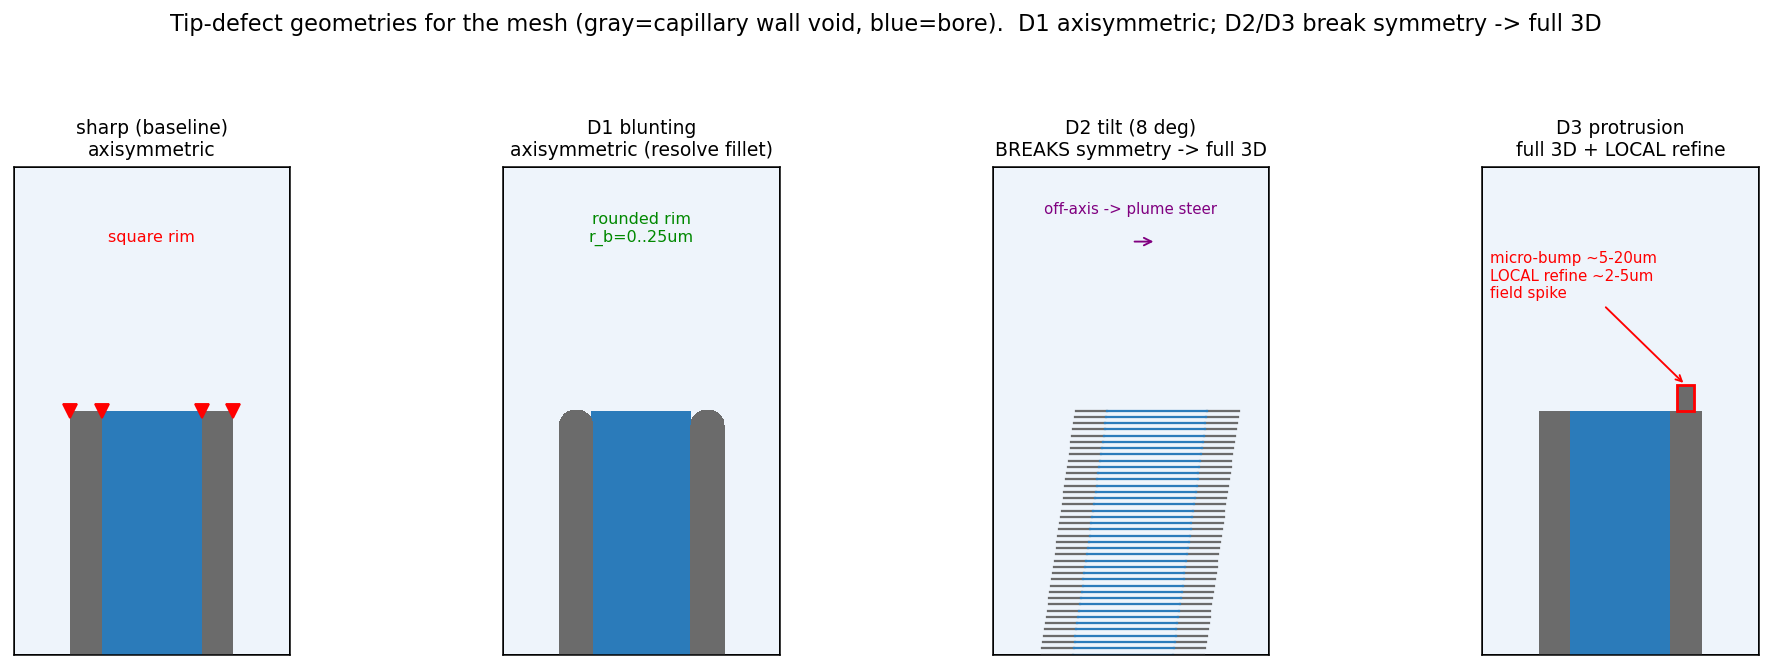 Tip-defect geometries for the mesh (gray=capillary wall void, blue=bore).  D1 axisymmetric; D2/D3 break symmetry -> full 3D
sharp (baseline)
axisymmetric
square rim
D1 blunting
axisymmetric (resolve fillet)
rounded rim
r_b=0..25um
D2 tilt (8 deg)
BREAKS symmetry -> full 3D
off-axis -> plume steer
D3 protrusion
full 3D + LOCAL refine
micro-bump ~5-20um
LOCAL refine ~2-5um
field spike